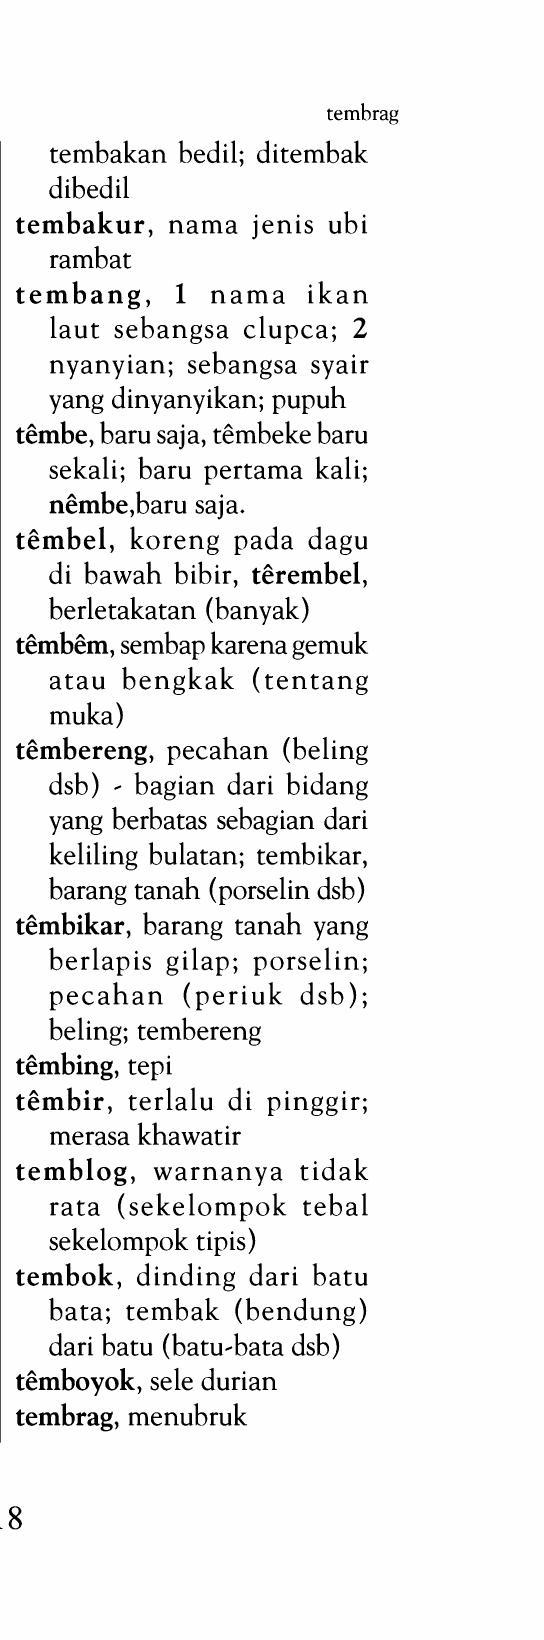 tembrag
tembakan bedil; ditembak
dibedil
tembakur, nama jenis ubi
rambat
tembang, 1 nama ikan
laut sebangsa clupca; 2
nyanyian; sebangsa syair
yang dinyanyikan; pupuh
têmbe, baru saja, têmbeke baru
sekali; baru pertama kali;
nêmbe,baru saja.
têmbel, koreng pada dagu
di bawah bibir, têrembel,
berletakatan (banyak)
têmbêm, sembap karena gemuk
atau bengkak (tentang
muka)
têmbereng, pecahan (beling
dsb) - bagian dari bidang
yang berbatas sebagian dari
keliling bulatan; tembikar,
barang tanah (porselin dsb)
têmbikar, barang tanah yang
berlapis gilap; porselin;
pecahan (periuk dsb);
beling; tembereng
têmbing, tepi
têmbir, terlalu di pinggir;
merasa khawatir
temblog, warnanya tidak
rata (sekelompok tebal
sekelompok tipis)
tembok, dinding dari batu
bata; tembak (bendung)
dari batu (batu-bata dsb)
têmboyok, sele durian
tembrag, menubruk
8